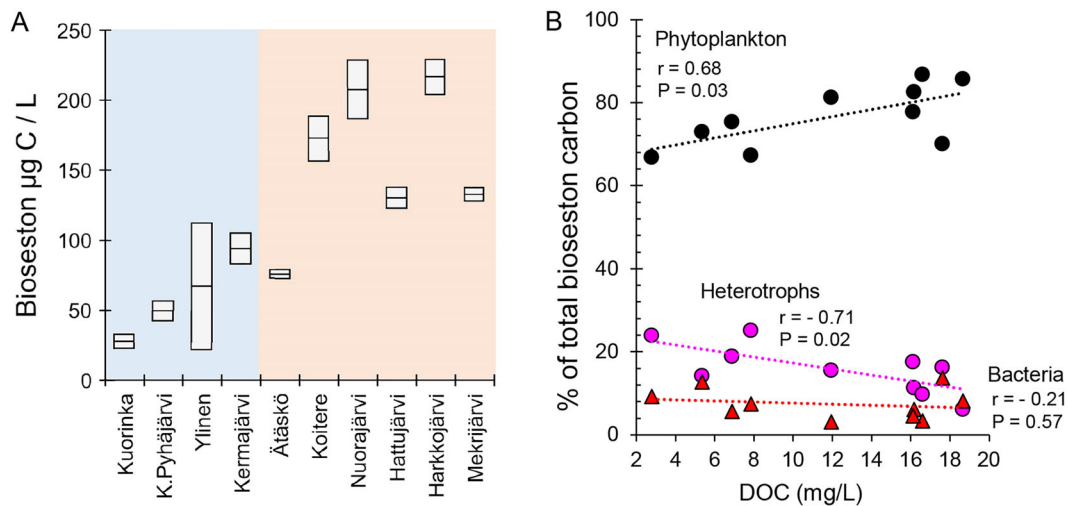 A
Bioseston µg C / L
250
200
150
100
50
0
Kuorinka
K.Pyhäjärvi
Ylinen
Kermajärvi
Ätäskö
Koitere
Nuorajärvi
Hattujärvi
Harkkojärvi
Mekrijärvi
B
% of total bioseston carbon
100
80
60
40
20
0
Phytoplankton
r = 0.68
P = 0.03
Heterotrophs
r = - 0.71
P = 0.02
Bacteria
r = - 0.21
P = 0.57
2 4 6 8 10 12 14 16 18 20
DOC (mg/L)